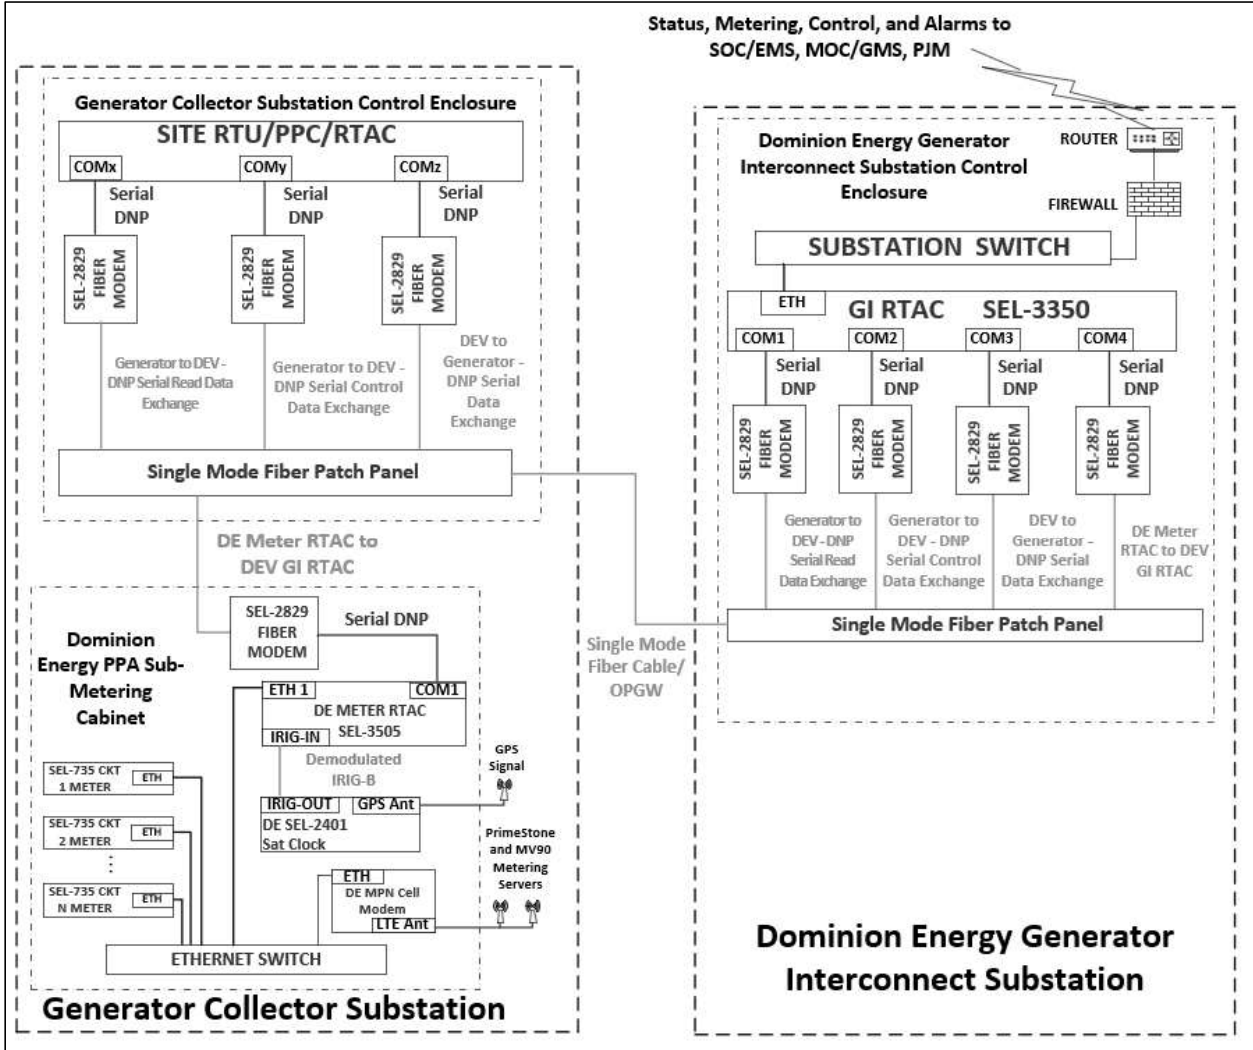 Status, Metering, Control, and Alarms to
SOC/EMS, MOC/GMS, PJM
Generator Collector Substation Control Enclosure
SITE RTU/PPC/RTAC
COMx
COMy
COMz
Serial
DNP
Serial
DNP
Serial
DNP
SEL-2829
FIBER
MODEM
SEL-2829
FIBER
MODEM
SEL-2829
FIBER
MODEM
Generator to DEV -
DNP Serial Read Data
Exchange
Generator to DEV -
DNP Serial Control
Data Exchange
DEV to
Generator -
DNP Serial
Data
Exchange
Single Mode Fiber Patch Panel
DE Meter RTAC to
DEV GI RTAC
Dominion
Energy PPA Sub-
Metering
Cabinet
SEL-2829
FIBER
MODEM
Serial DNP
ETH 1
COM1
DE METER RTAC
SEL-3505
IRIG-IN
Demodulated
IRIG-B
IRIG-OUT
GPS Ant
DE SEL-2401
Sat Clock
GPS
Signal
SEL-735 CKT
1 METER
ETH
SEL-735 CKT
2 METER
ETH
⋮
SEL-735 CKT
N METER
ETH
PrimeStone
and MV90
Metering
Servers
ETH
DE MPN Cell
Modem
LTE Ant
ETHERNET SWITCH
Generator Collector Substation
Single Mode
Fiber Cable/
OPGW
Dominion Energy Generator
Interconnect Substation Control
Enclosure
ROUTER
FIREWALL
SUBSTATION SWITCH
ETH
GI RTAC SEL-3350
COM1
COM2
COM3
COM4
Serial
DNP
Serial
DNP
Serial
DNP
Serial
DNP
SEL-2829
FIBER
MODEM
SEL-2829
FIBER
MODEM
SEL-2829
FIBER
MODEM
SEL-2829
FIBER
MODEM
Generator to
DEV - DNP
Serial Read
Data Exchange
Generator to
DEV - DNP
Serial Control
Data Exchange
DEV to
Generator -
DNP Serial
Data Exchange
DE Meter
RTAC to DEV
GI RTAC
Single Mode Fiber Patch Panel
Dominion Energy Generator
Interconnect Substation